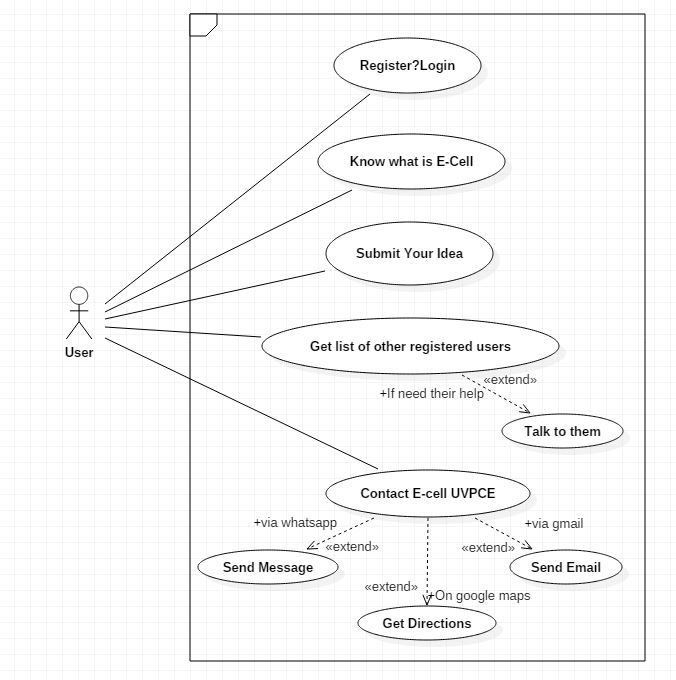 Register?Login
Know what is E-Cell
Submit Your Idea
User
Get list of other registered users
«extend»
+If need their help
Talk to them
Contact E-cell UVPCE
+via whatsapp
+via gmail
«extend»
«extend»
Send Message
Send Email
«extend»
+On google maps
Get Directions